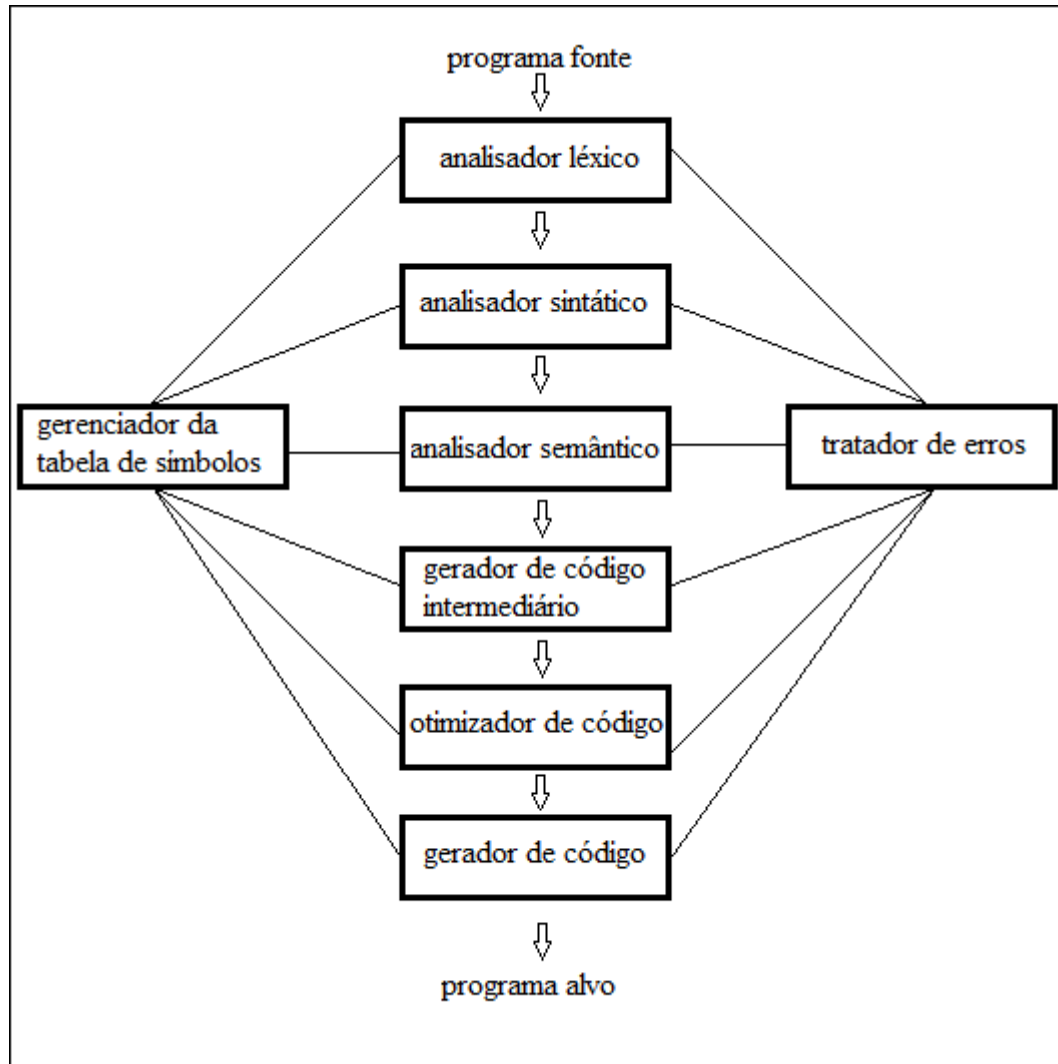 programa fonte
analisador léxico
analisador sintático
gerenciador da
tabela de símbolos
analisador semântico
tratador de erros
gerador de código
intermediário
otimizador de código
gerador de código
programa alvo